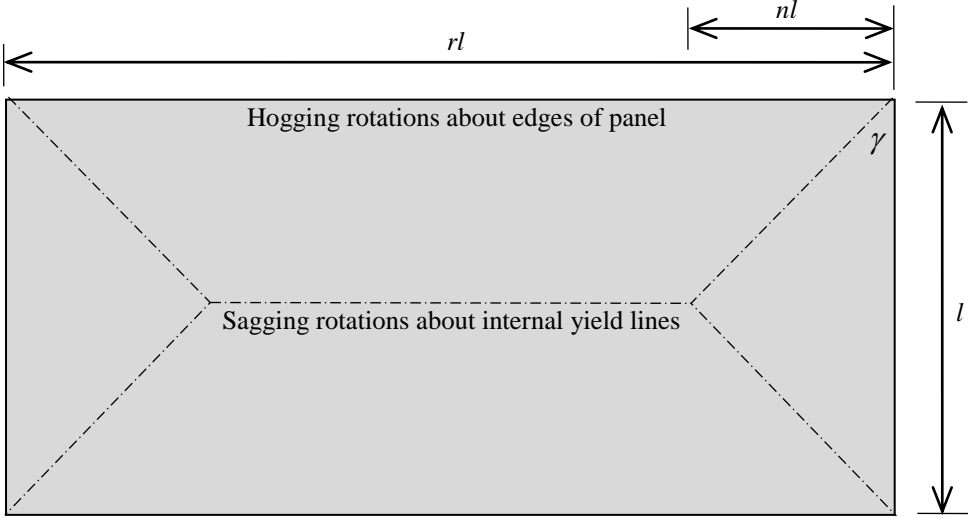 nl
rl
Hogging rotations about edges of panel
γ
l
Sagging rotations about internal yield lines